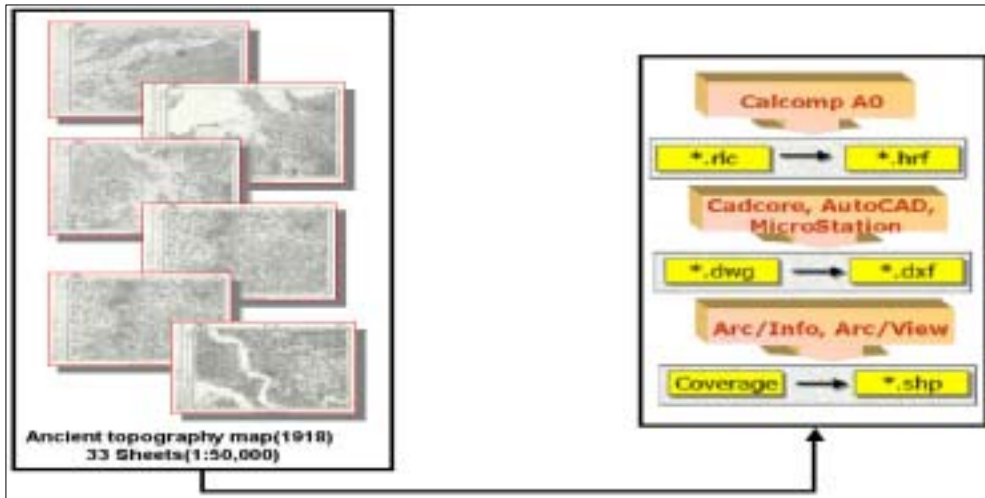 Ancient topography map(1918)
33 Sheets(1:50,000)
Calcomp A0
*.rlc → *.hrf
Cadcore, AutoCAD,
MicroStation
*.dwg → *.dxf
Arc/Info, Arc/View
Coverage → *.shp